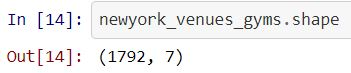 In [14]: newyork_venues_gyms.shape
Out[14]: (1792, 7)